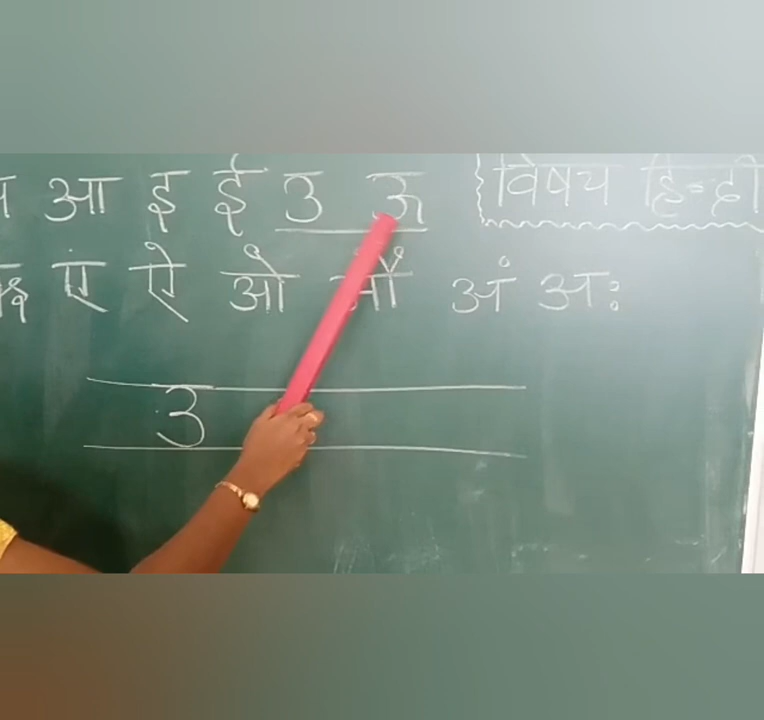 अ आ इ ई उ ऊ विषय हिन्दी
ऋ एं ऐ ओ औ अं अः
उ